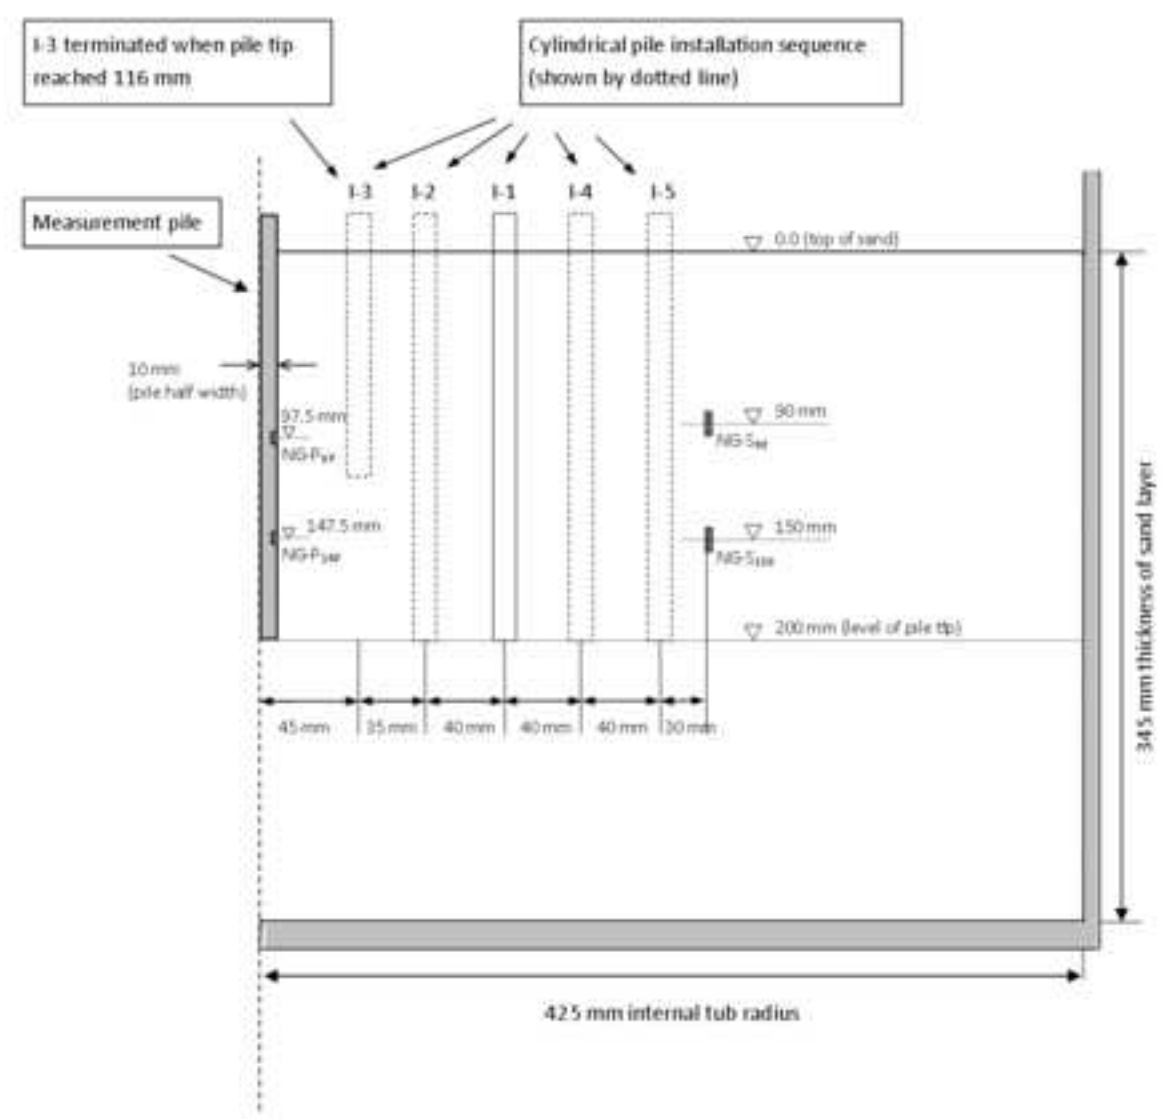 I-3 terminated when pile tip
reached 116 mm
Cylindrical pile installation sequence
(shown by dotted line)
I-3
I-2
I-1
I-4
I-5
Measurement pile
0.0 (top of sand)
10 mm
(pile half width)
97.5 mm
90 mm
147.5 mm
150 mm
200 mm (level of pile tip)
45 mm
35 mm
40 mm
40 mm
40 mm
30 mm
345 mm thickness of sand layer
425 mm internal tub radius